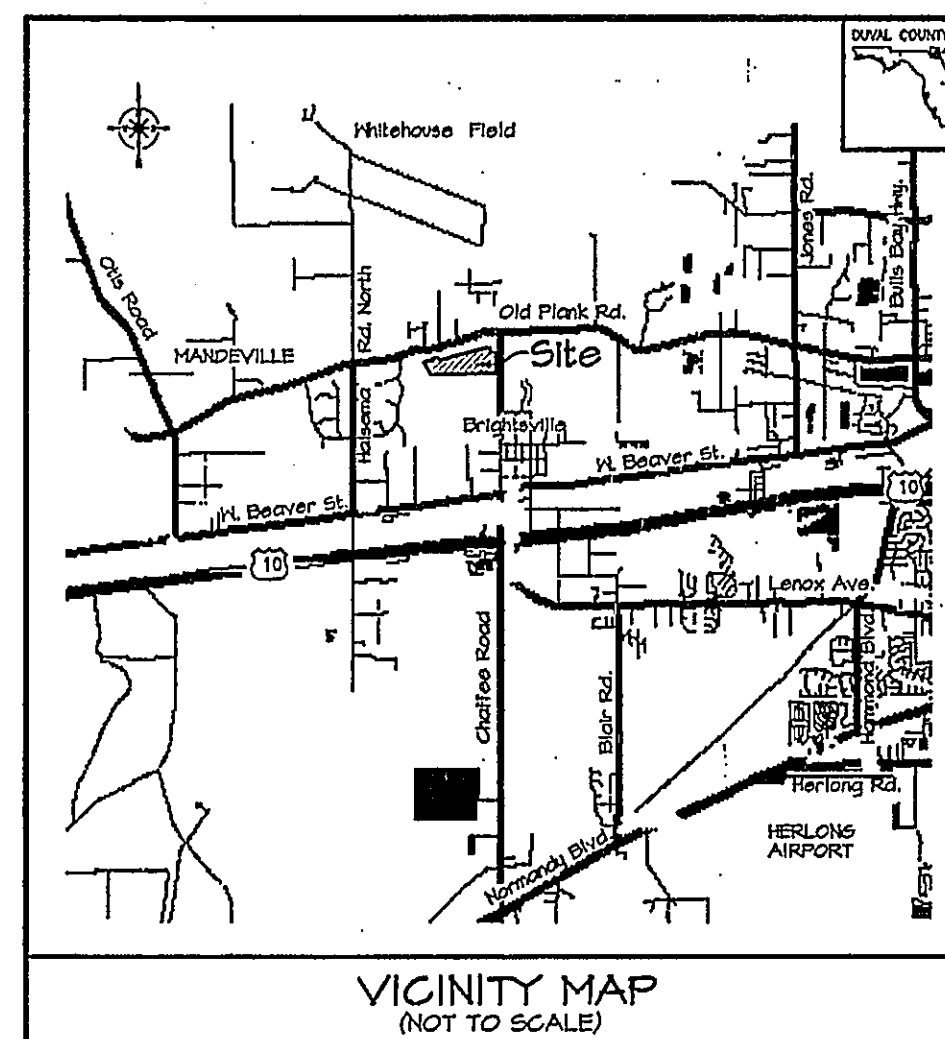 DUVAL COUNTY
Whitehouse Field
Otis Road
Rd. North
Halsema
Jones Rd.
Bulls Bay Hwy.
Old Plank Rd.
MANDEVILLE
Site
Brightsville
W. Beaver St.
W. Beaver St.
10
10
Lenox Ave.
Chaffee Road
Blair Rd.
Hammond Blvd.
Herlong Rd.
Normandy Blvd.
HERLONG
AIRPORT
VICINITY MAP
(NOT TO SCALE)